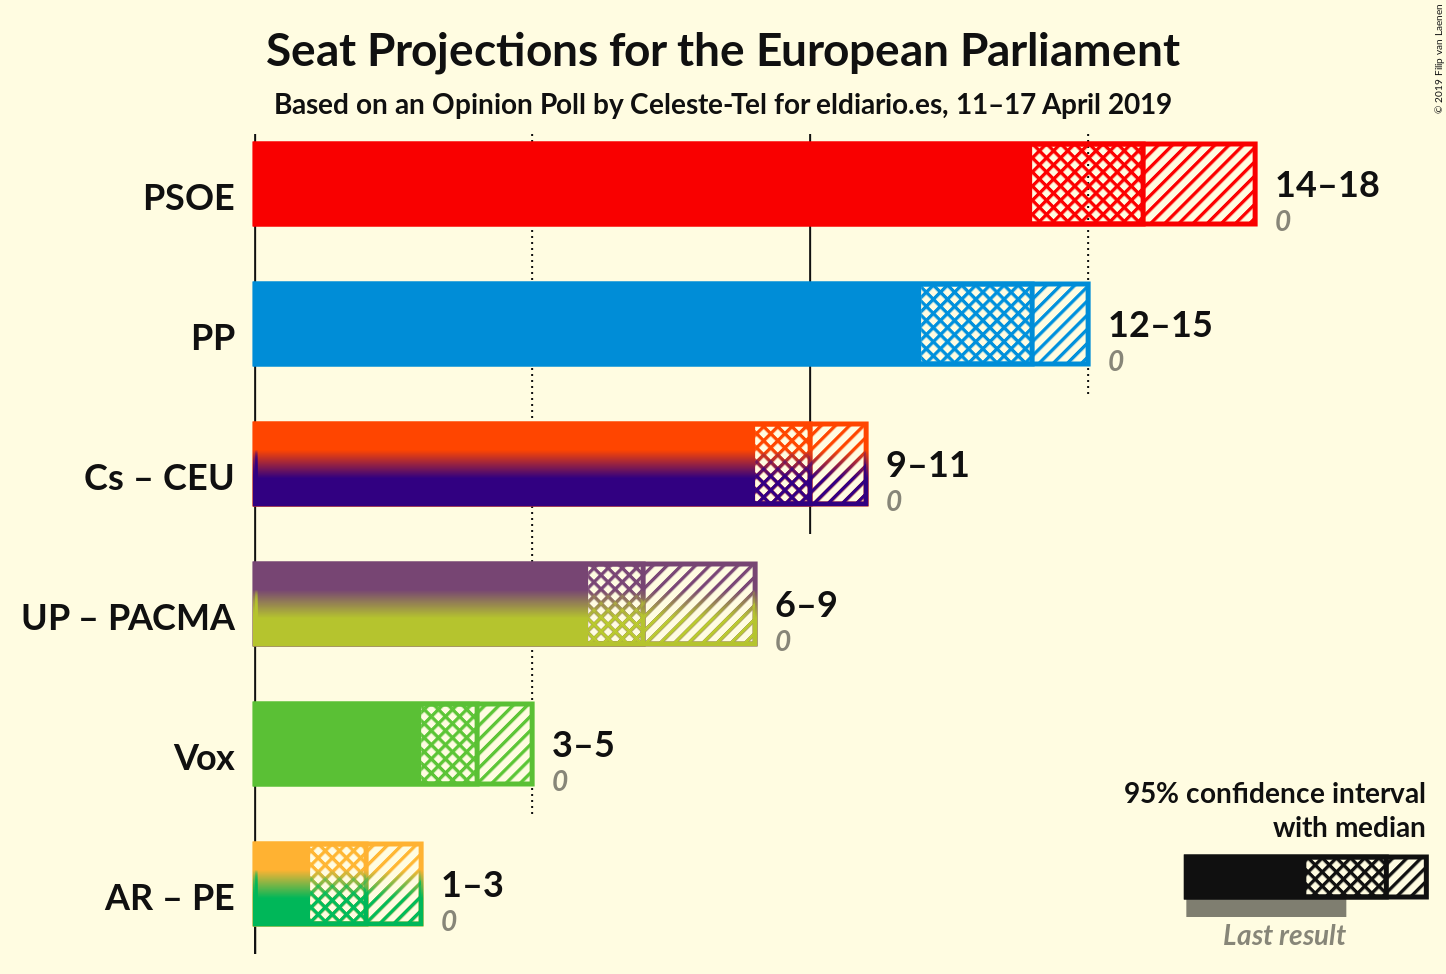 Seat Projections for the European Parliament
Based on an Opinion Poll by Celeste-Tel for eldiario.es, 11–17 April 2019
© 2019 Filip van Laenen
PSOE
14–18
0
PP
12–15
0
Cs – CEU
9–11
0
UP – PACMA
6–9
0
Vox
3–5
0
AR – PE
1–3
0
95% confidence interval
with median
Last result